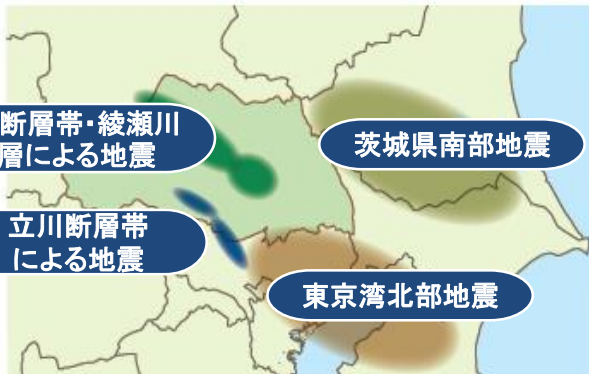 断層帯・綾瀬川
層による地震
茨城県南部地震
立川断層帯
による地震
東京湾北部地震